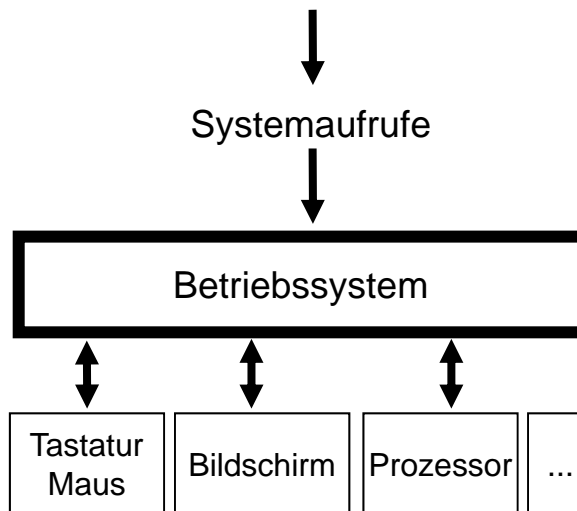 Systemaufrufe
Betriebssystem
Tastatur
Maus
Bildschirm
Prozessor
...